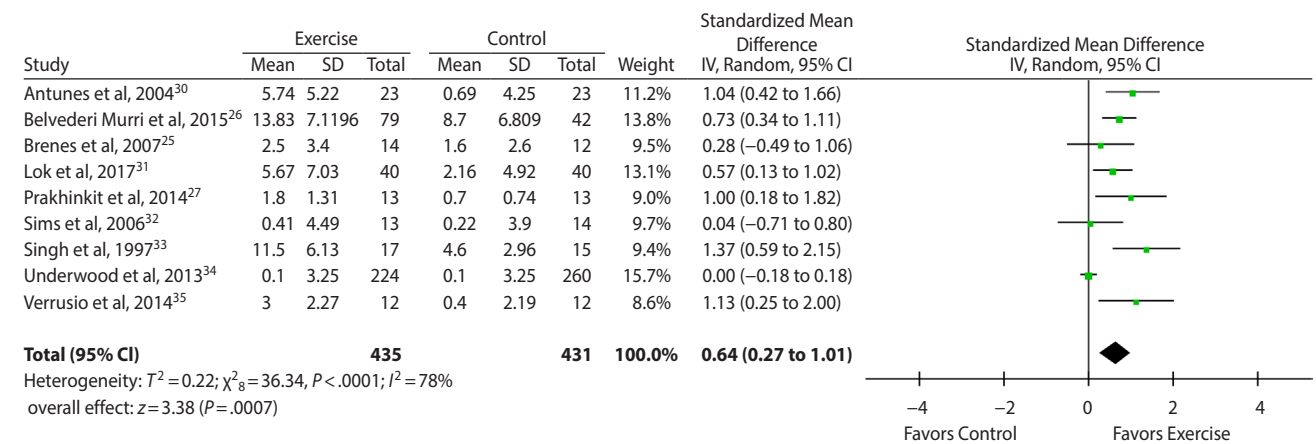 Exercise Control Standardized Mean Difference Standardized Mean Difference
Study Mean SD Total Mean SD Total Weight IV, Random, 95% CI IV, Random, 95% CI
Antunes et al, 2004³⁰ 5.74 5.22 23 0.69 4.25 23 11.2% 1.04 (0.42 to 1.66)
Belvederi Murri et al, 2015²⁶ 13.83 7.1196 79 8.7 6.809 42 13.8% 0.73 (0.34 to 1.11)
Brenes et al, 2007²⁵ 2.5 3.4 14 1.6 2.6 12 9.5% 0.28 (−0.49 to 1.06)
Lok et al, 2017³¹ 5.67 7.03 40 2.16 4.92 40 13.1% 0.57 (0.13 to 1.02)
Prakhinkit et al, 2014²⁷ 1.8 1.31 13 0.7 0.74 13 9.0% 1.00 (0.18 to 1.82)
Sims et al, 2006³² 0.41 4.49 13 0.22 3.9 14 9.7% 0.04 (−0.71 to 0.80)
Singh et al, 1997³³ 11.5 6.13 17 4.6 2.96 15 9.4% 1.37 (0.59 to 2.15)
Underwood et al, 2013³⁴ 0.1 3.25 224 0.1 3.25 260 15.7% 0.00 (−0.18 to 0.18)
Verrusio et al, 2014³⁵ 3 2.27 12 0.4 2.19 12 8.6% 1.13 (0.25 to 2.00)
Total (95% CI) 435 431 100.0% 0.64 (0.27 to 1.01)
Heterogeneity: T² = 0.22; χ²₈ = 36.34, P < .0001; I² = 78%
overall effect: z = 3.38 (P = .0007)
−4 −2 0 2 4
Favors Control Favors Exercise